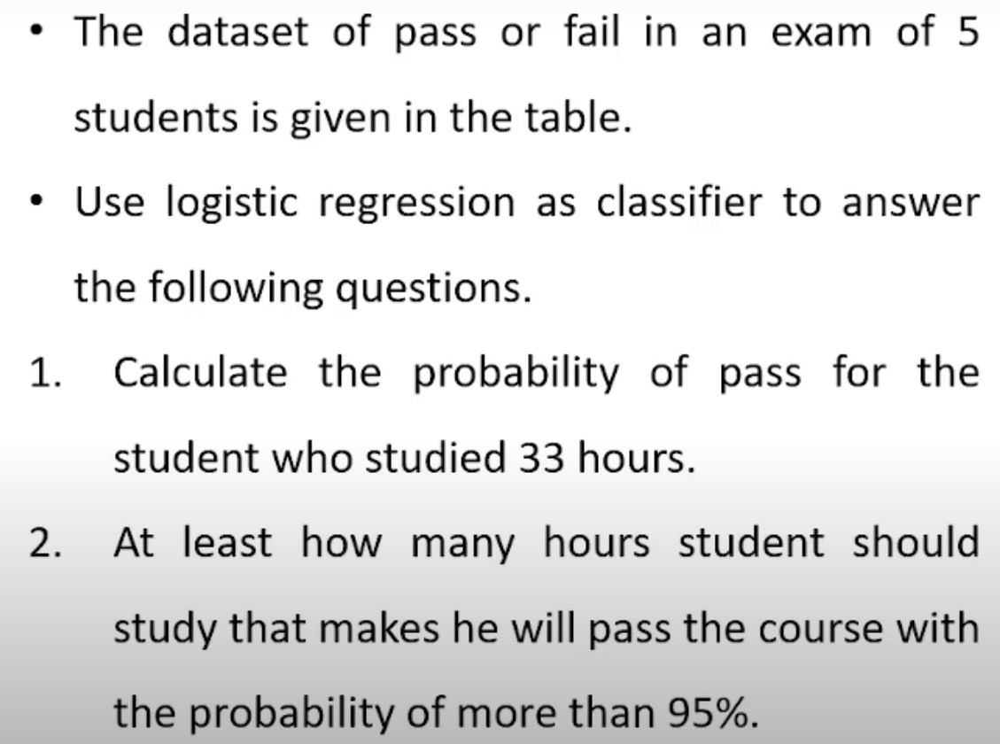 • The dataset of pass or fail in an exam of 5
students is given in the table.
• Use logistic regression as classifier to answer
the following questions.
1. Calculate the probability of pass for the
student who studied 33 hours.
2. At least how many hours student should
study that makes he will pass the course with
the probability of more than 95%.